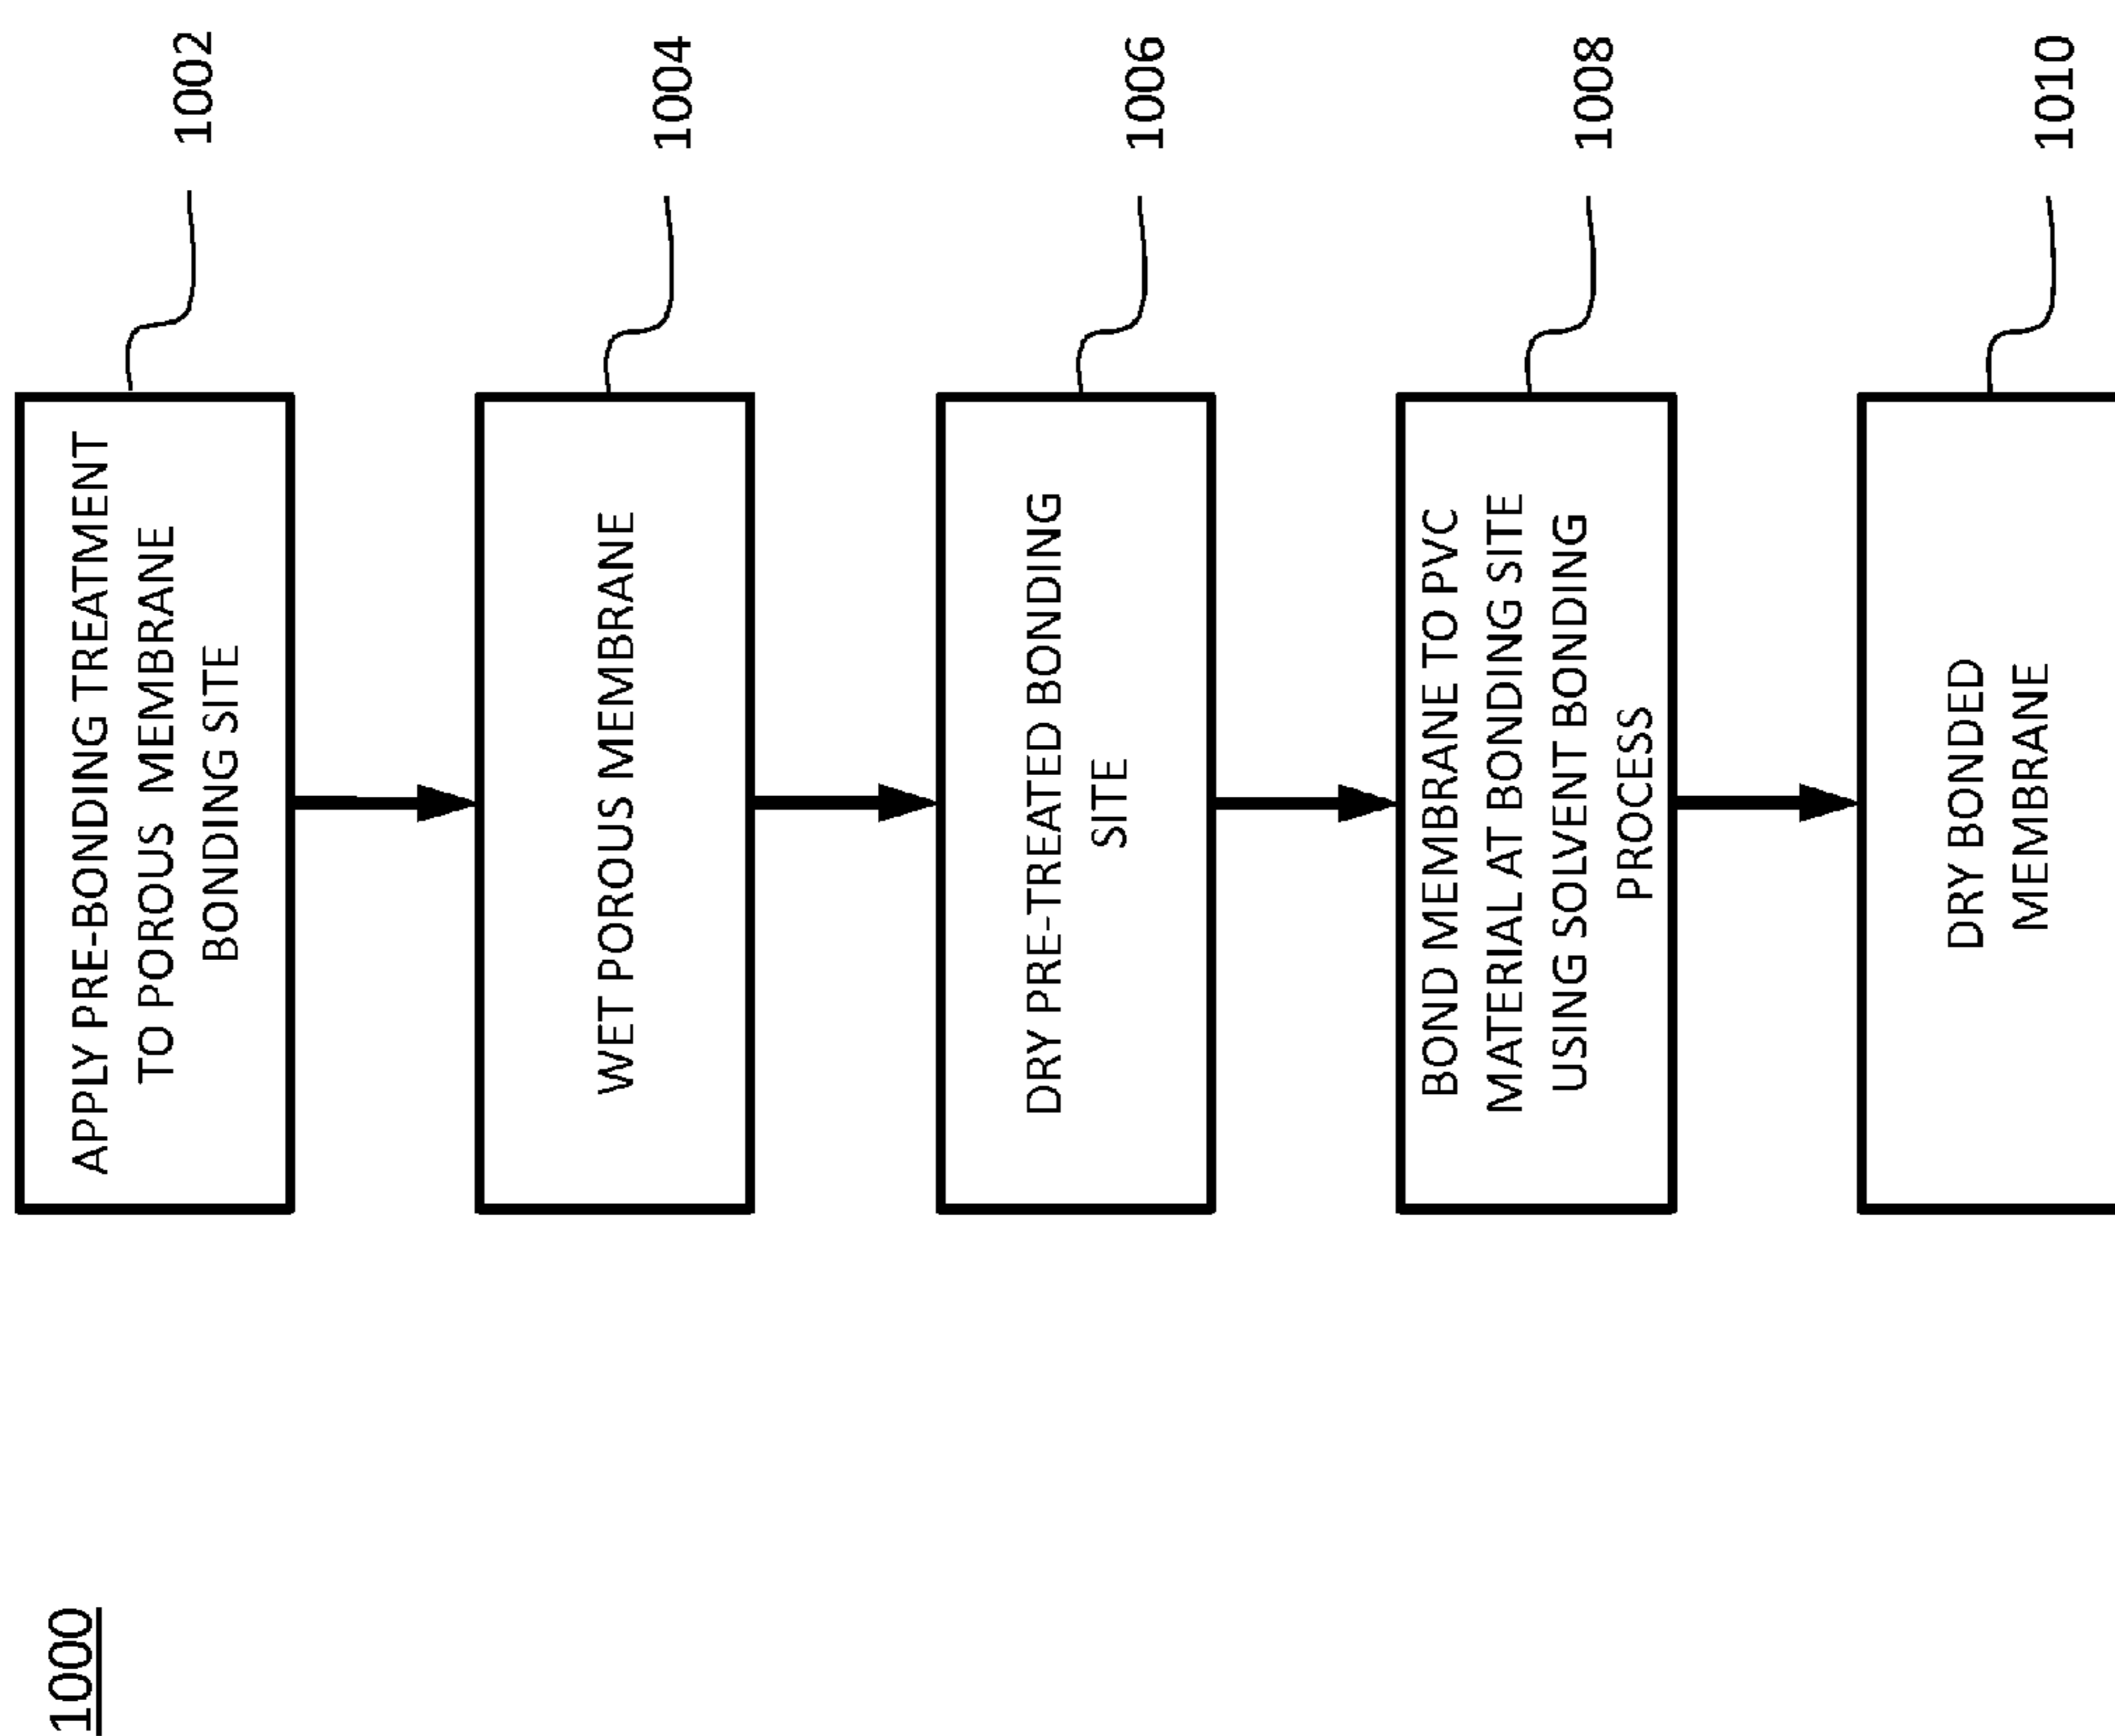 1000
APPLY PRE-BONDING TREATMENT
TO POROUS MEMBRANE
BONDING SITE
1002
WET POROUS MEMBRANE
1004
DRY PRE-TREATED BONDING
SITE
1006
BOND MEMBRANE TO PVC
MATERIAL AT BONDING SITE
USING SOLVENT BONDING
PROCESS
1008
DRY BONDED
MEMBRANE
1010